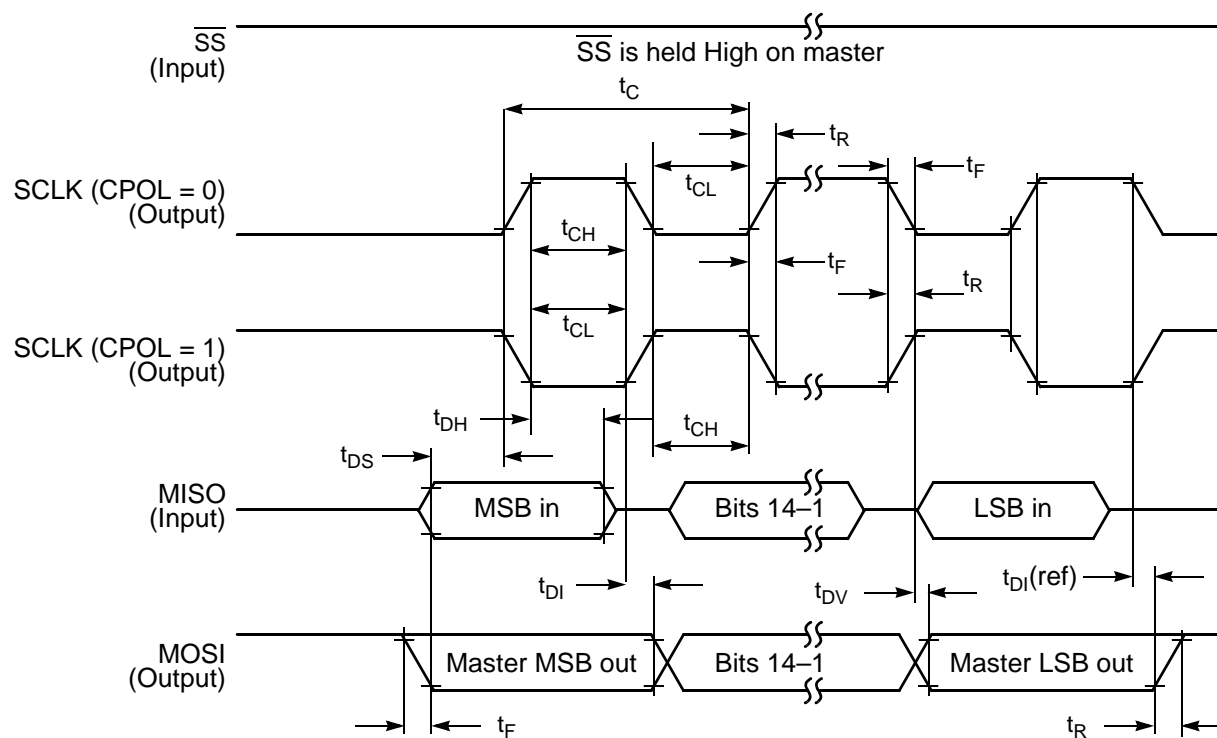 SS
(Input)
SS is held High on master
tC
tR
tF
SCLK (CPOL = 0)
(Output)
tCL
tCH
tF
tR
tCL
SCLK (CPOL = 1)
(Output)
tDH
tCH
tDS
MISO
(Input)
MSB in
Bits 14–1
LSB in
tDI
tDV
tDI(ref)
MOSI
(Output)
Master MSB out
Bits 14–1
Master LSB out
tF
tR